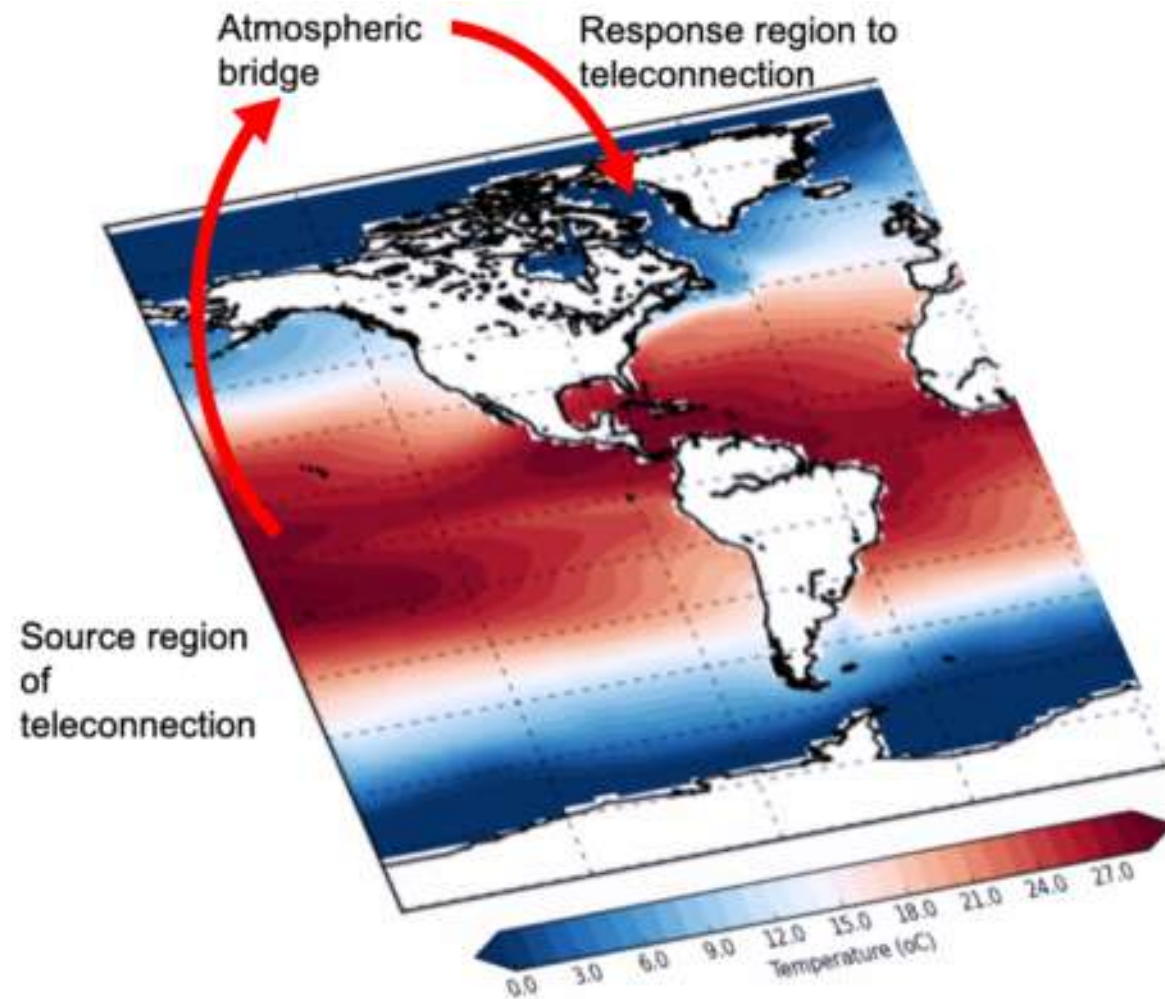 Atmospheric
bridge
Response region to
teleconnection
Source region
of
teleconnection
0.0 3.0 6.0 9.0 12.0 15.0 18.0 21.0 24.0 27.0
Temperature (oC)